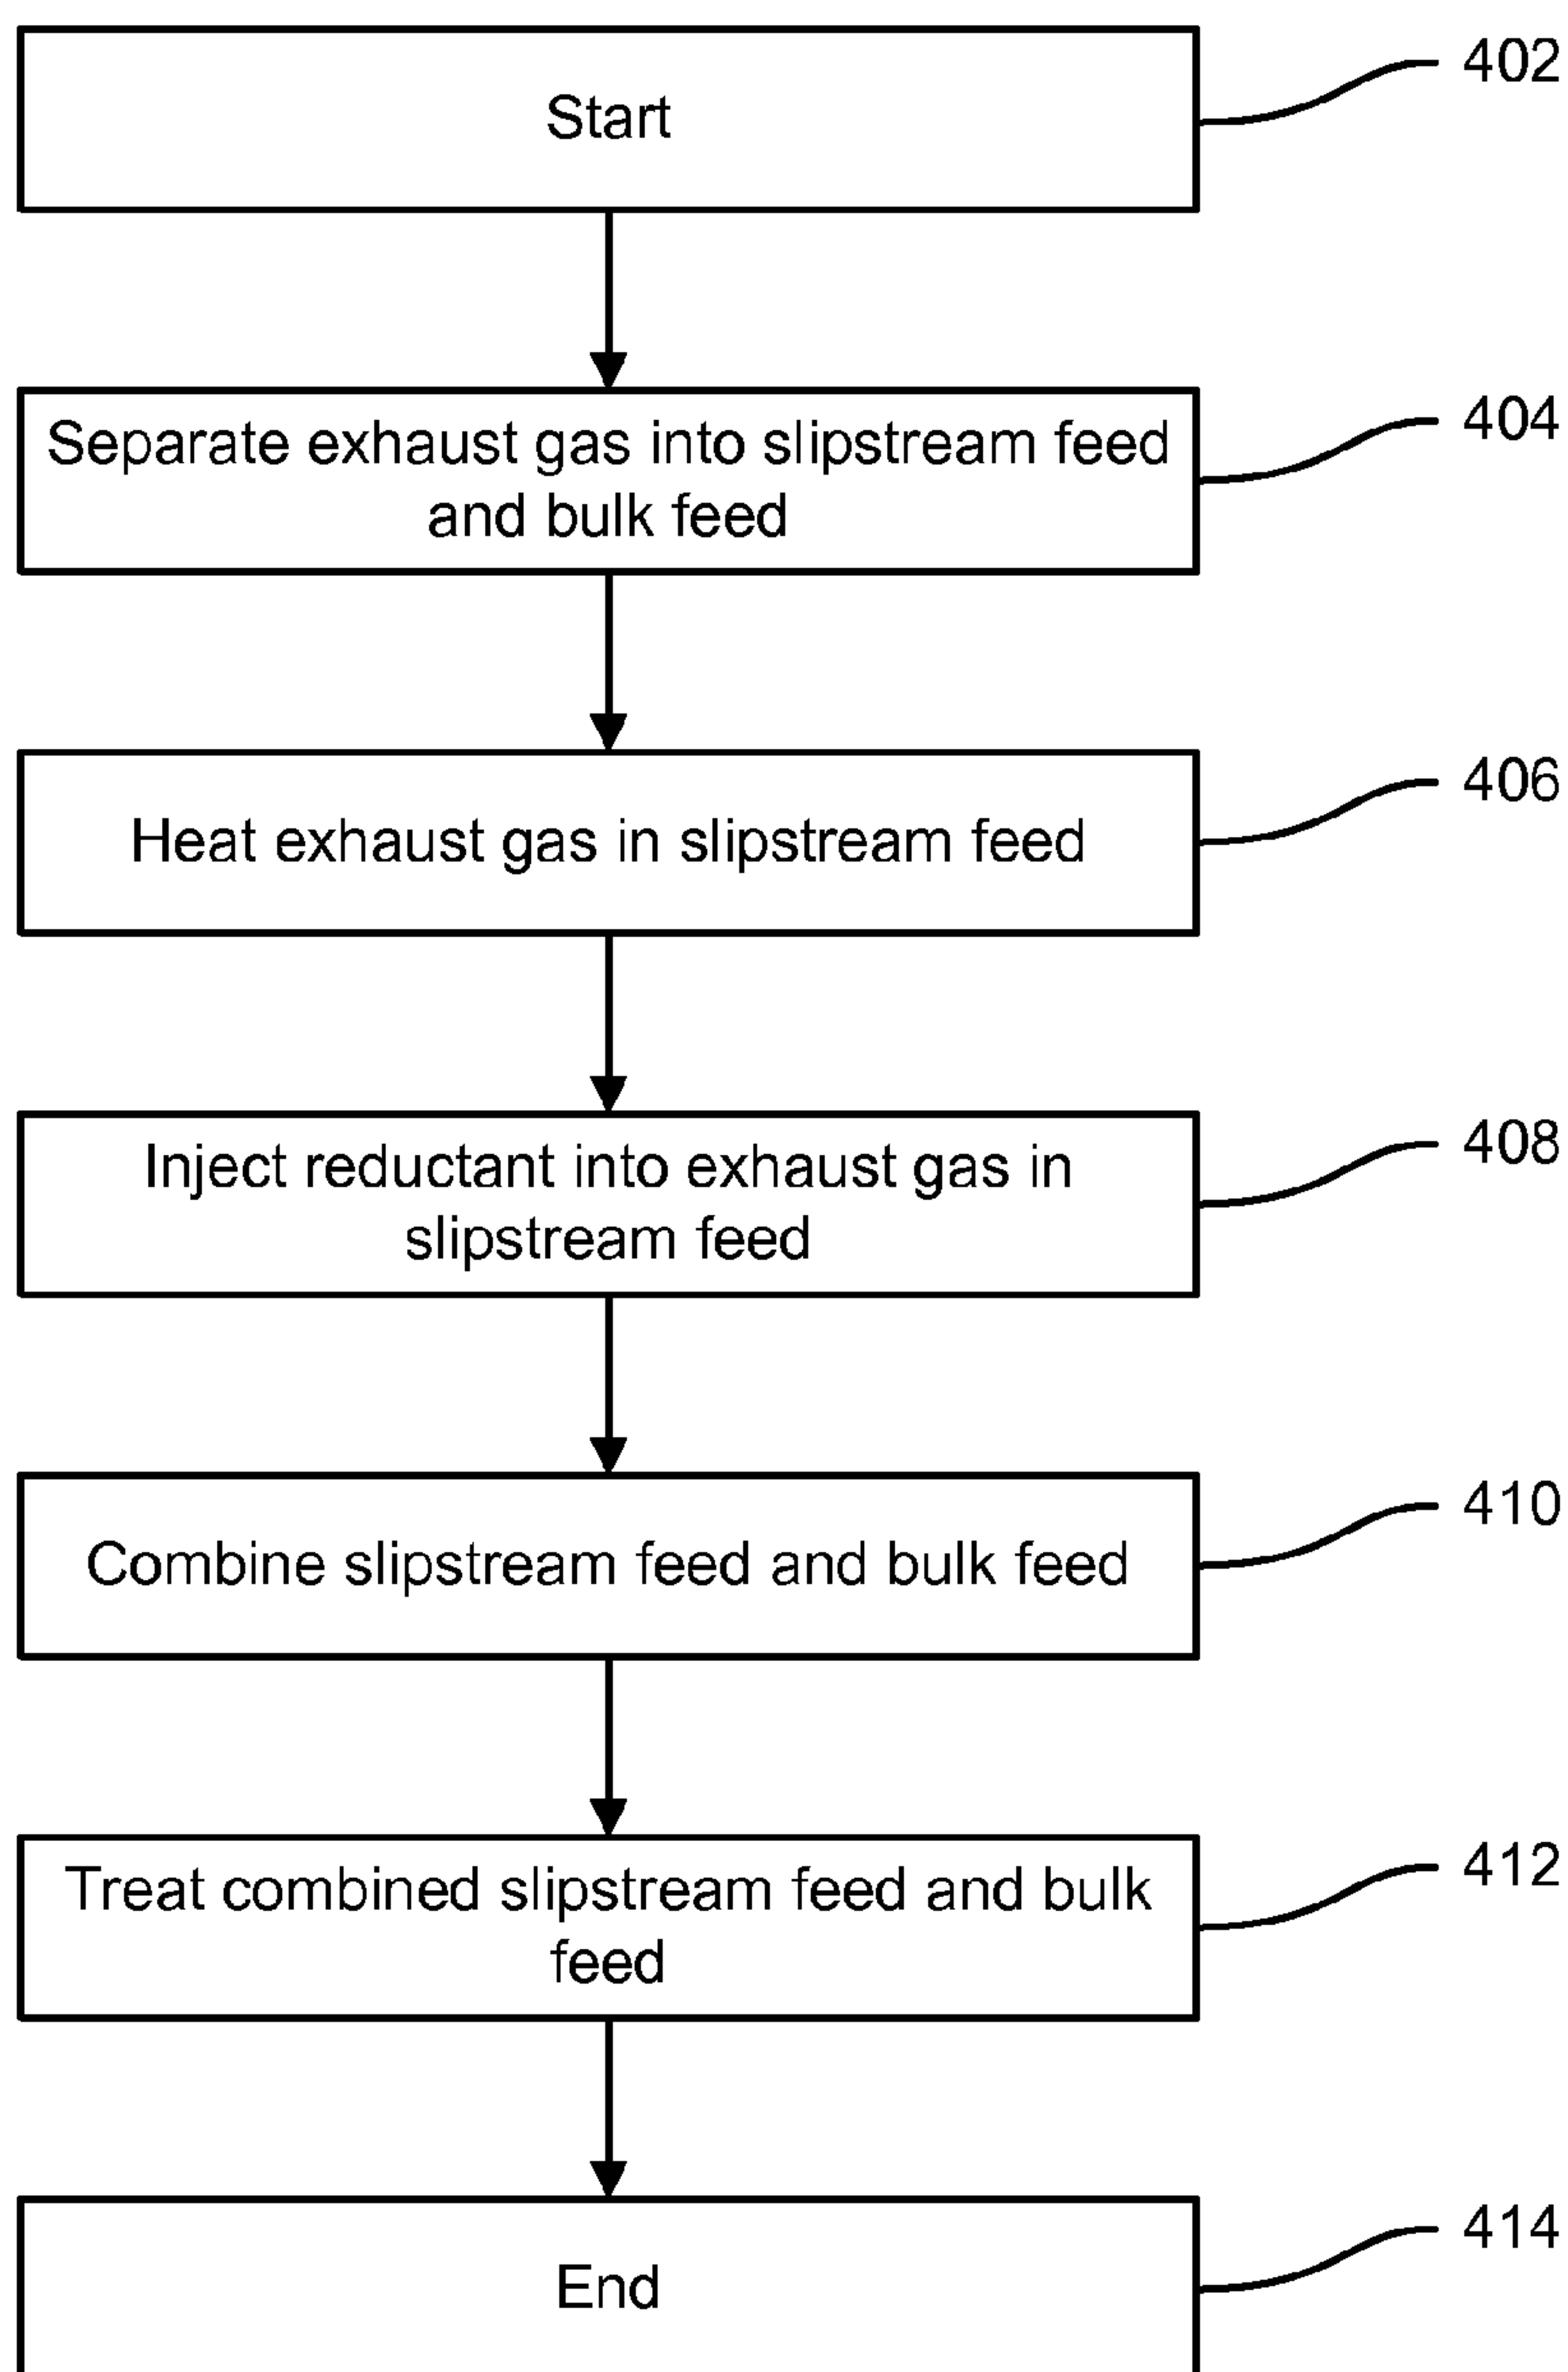 Start
402
Separate exhaust gas into slipstream feed
and bulk feed
404
Heat exhaust gas in slipstream feed
406
Inject reductant into exhaust gas in
slipstream feed
408
Combine slipstream feed and bulk feed
410
Treat combined slipstream feed and bulk
feed
412
End
414